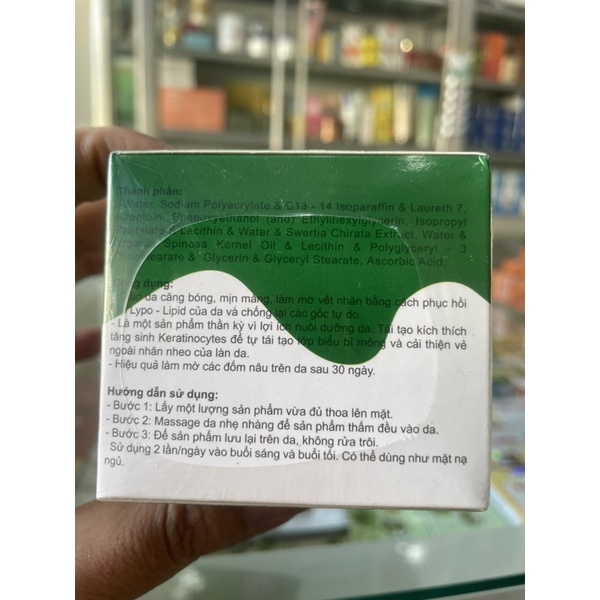 Thành phần:
Water, Sodium Polyacrylate & C13 - 14 Isoparaffin & Laureth 7,
Phenoxyethanol (and) Ethylhexylglycerin, Isopropyl
Palmitate, Lecithin & Water & Swertia Chirata Extract, Water &
Spinosa Kernel Oil & Lecithin & Polyglyceryl - 3
& Glycerin & Glyceryl Stearate, Ascorbic Acid.
dụng:
da căng bóng, mịn màng, làm mờ vết nhăn bằng cách phục hồi
Lypo - Lipid của da và chống lại các gốc tự do.
- Là một sản phẩm thần kỳ vì lợi ích nuôi dưỡng da. Tái tạo kích thích
tăng sinh Keratinocytes để tự tái tạo lớp biểu bì mỏng và cải thiện vẻ
ngoài nhăn nheo của làn da.
- Hiệu quả làm mờ các đốm nâu trên da sau 30 ngày.
Hướng dẫn sử dụng:
- Bước 1: Lấy một lượng sản phẩm vừa đủ thoa lên mặt.
- Bước 2: Massage da nhẹ nhàng để sản phẩm thấm đều vào da.
- Bước 3: Để sản phẩm lưu lại trên da, không rửa trôi.
Sử dụng 2 lần/ngày vào buổi sáng và buổi tối. Có thể dùng như mặt nạ
ngủ.